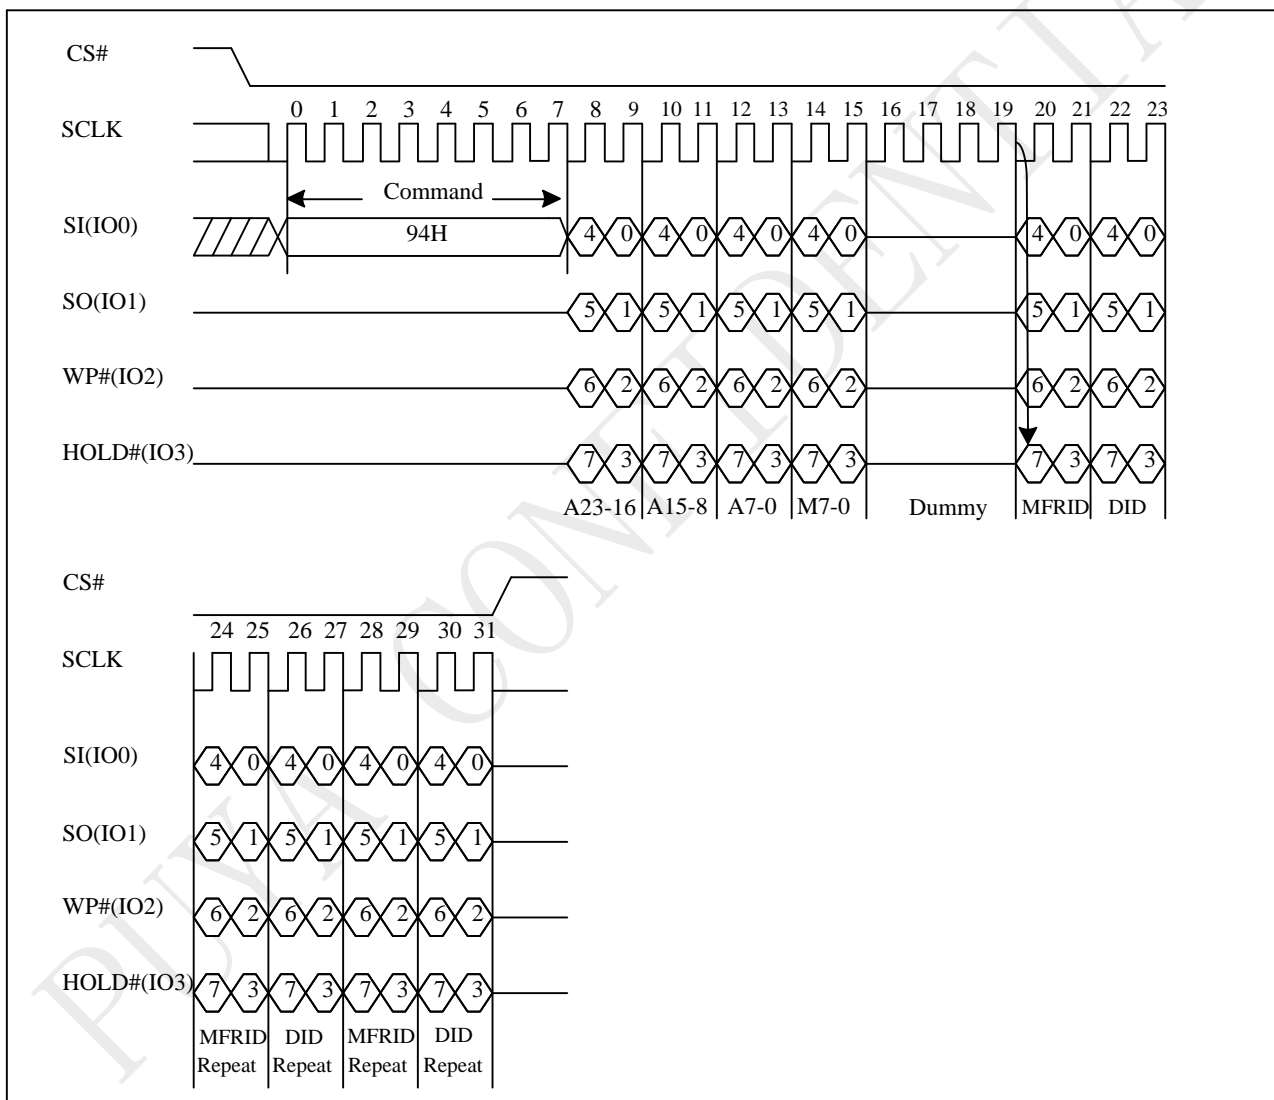 CS#
0 1 2 3 4 5 6 7 8 9 10 11 12 13 14 15 16 17 18 19 20 21 22 23
SCLK
Command
SI(IO0) 94H 4 0 4 0 4 0 4 0 4 0 4 0
SO(IO1) 5 1 5 1 5 1 5 1 5 1 5 1
WP#(IO2) 6 2 6 2 6 2 6 2 6 2 6 2
HOLD#(IO3) 7 3 7 3 7 3 7 3 7 3 7 3
A23-16 A15-8 A7-0 M7-0 Dummy MFRID DID
CS#
24 25 26 27 28 29 30 31
SCLK
SI(IO0) 4 0 4 0 4 0 4 0
SO(IO1) 5 1 5 1 5 1 5 1
WP#(IO2) 6 2 6 2 6 2 6 2
HOLD#(IO3) 7 3 7 3 7 3 7 3
MFRID DID MFRID DID
Repeat Repeat Repeat Repeat
PUYA CONFIDENTIA